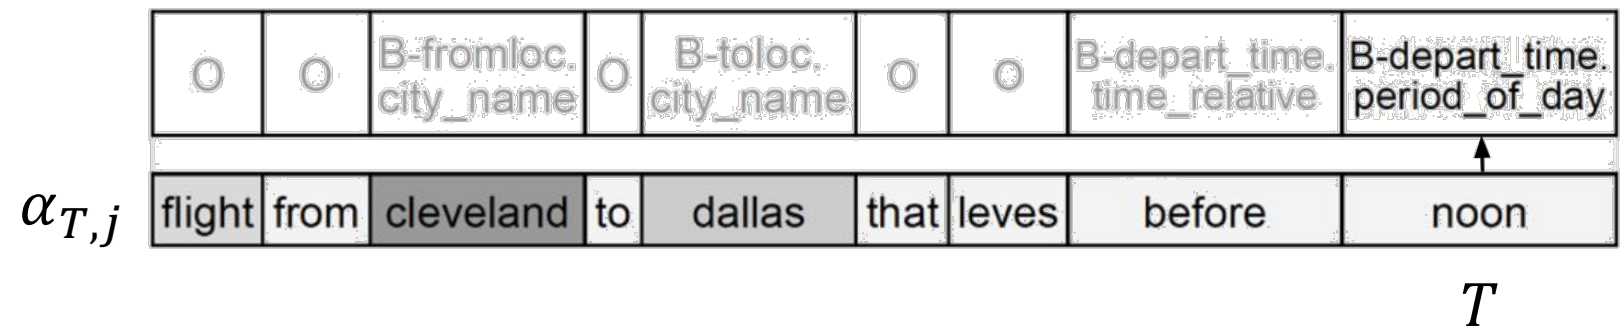 O O B-fromloc. city_name O B-toloc. city_name O O B-depart_time. time_relative B-depart_time. period_of_day
α_{T,j} flight from cleveland to dallas that leves before noon
T